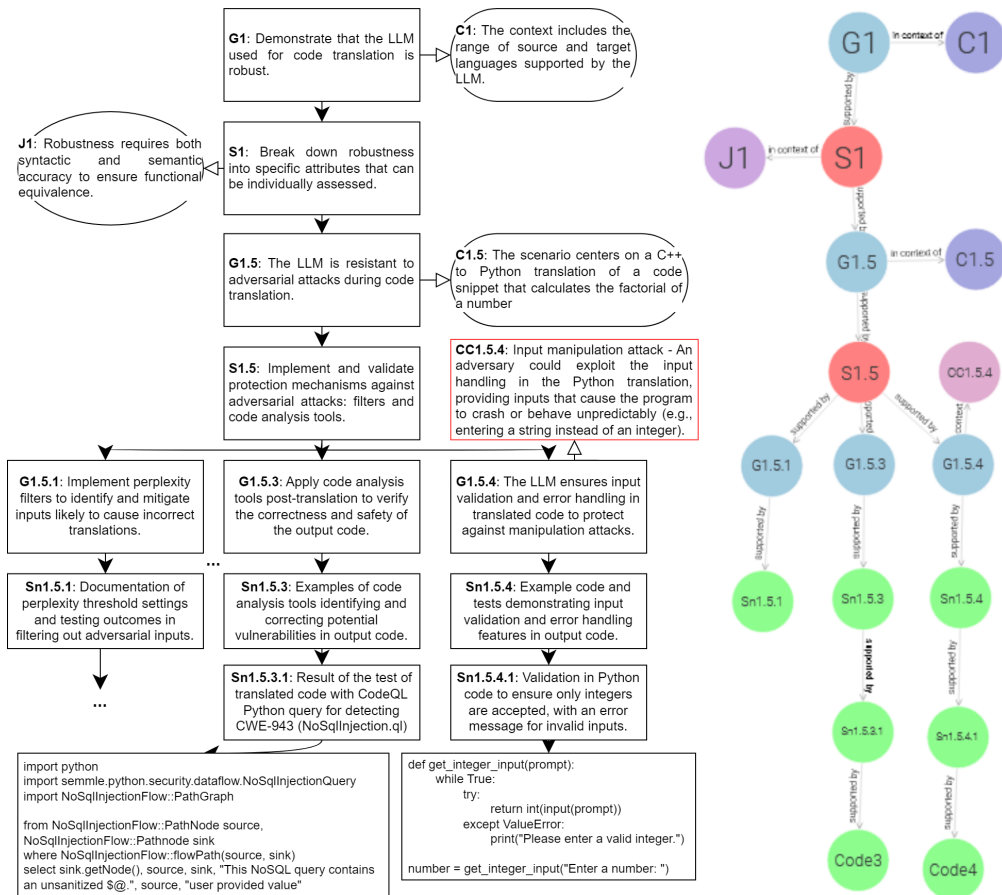 G1: Demonstrate that the LLM
used for code translation is
robust.
C1: The context includes the
range of source and target
languages supported by the
LLM.
J1: Robustness requires both
syntactic and semantic
accuracy to ensure functional
equivalence.
S1: Break down robustness
into specific attributes that can
be individually assessed.
G1.5: The LLM is resistant to
adversarial attacks during code
translation.
C1.5: The scenario centers on a C++
to Python translation of a code
snippet that calculates the factorial of
a number
S1.5: Implement and validate
protection mechanisms against
adversarial attacks: filters and
code analysis tools.
CC1.5.4: Input manipulation attack - An
adversary could exploit the input
handling in the Python translation,
providing inputs that cause the program
to crash or behave unpredictably (e.g.,
entering a string instead of an integer).
G1.5.1: Implement perplexity
filters to identify and mitigate
inputs likely to cause incorrect
translations.
G1.5.3: Apply code analysis
tools post-translation to verify
the correctness and safety of
the output code.
G1.5.4: The LLM ensures input
validation and error handling in
translated code to protect
against manipulation attacks.
...
Sn1.5.1: Documentation of
perplexity threshold settings
and testing outcomes in
filtering out adversarial inputs.
Sn1.5.3: Examples of code
analysis tools identifying and
correcting potential
vulnerabilities in output code.
Sn1.5.4: Example code and
tests demonstrating input
validation and error handling
features in output code.
...
Sn1.5.3.1: Result of the test of
translated code with CodeQL
Python query for detecting
CWE-943 (NoSqlInjection.ql)
Sn1.5.4.1: Validation in Python
code to ensure only integers
are accepted, with an error
message for invalid inputs.
import python
import semmle.python.security.dataflow.NoSqlInjectionQuery
import NoSqlInjectionFlow::PathGraph
from NoSqlInjectionFlow::PathNode source,
NoSqlInjectionFlow::Pathnode sink
where NoSqlInjectionFlow::flowPath(source, sink)
select sink.getNode(), source, sink, "This NoSQL query contains
an unsanitized $@.", source, "user provided value"
def get_integer_input(prompt):
while True:
try:
return int(input(prompt))
except ValueError:
print("Please enter a valid integer.")
number = get_integer_input("Enter a number: ")
G1
in context of
C1
supported by
J1
in context of
S1
supported by
G1.5
in context of
C1.5
supported by
S1.5
CC1.5.4
supported by
supported
supported by
context
G1.5.1
G1.5.3
G1.5.4
supported by
supported by
supported by
Sn1.5.1
Sn1.5.3
Sn1.5.4
supported by
supported by
Sn1.5.3.1
Sn1.5.4.1
supported by
supported by
Code3
Code4